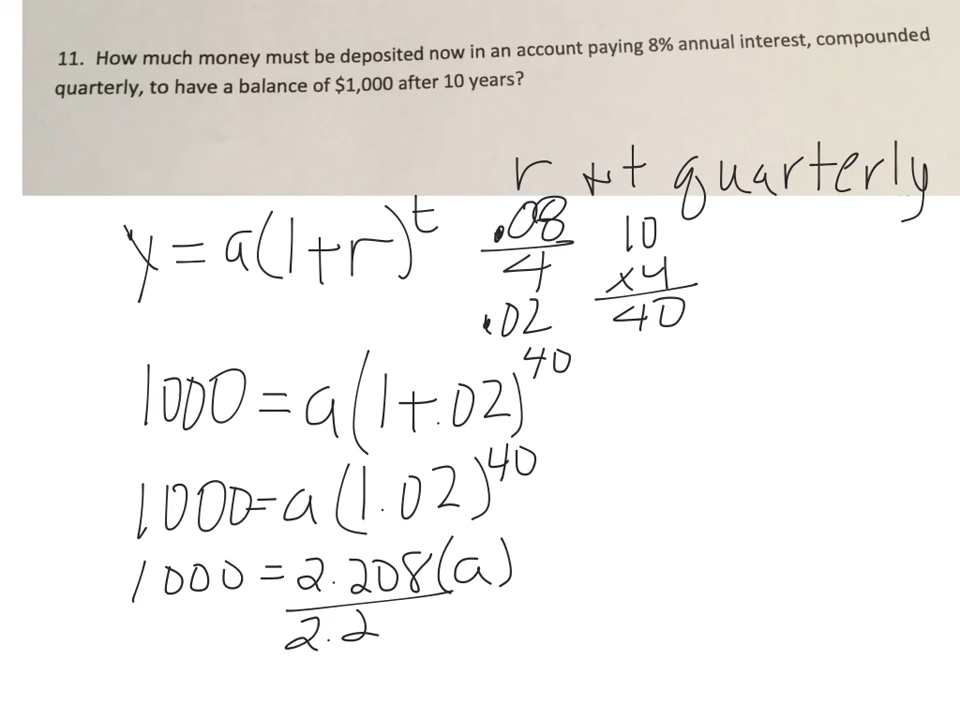 11. How much money must be deposited now in an account paying 8% annual interest, compounded
quarterly, to have a balance of $1,000 after 10 years?
r t quarterly
y = a(1+r)^t .08 10
4 x4
.02 40
1000 = a(1+.02)^40
1000=a(1.02)^40
1000 = 2.208(a)
2.2